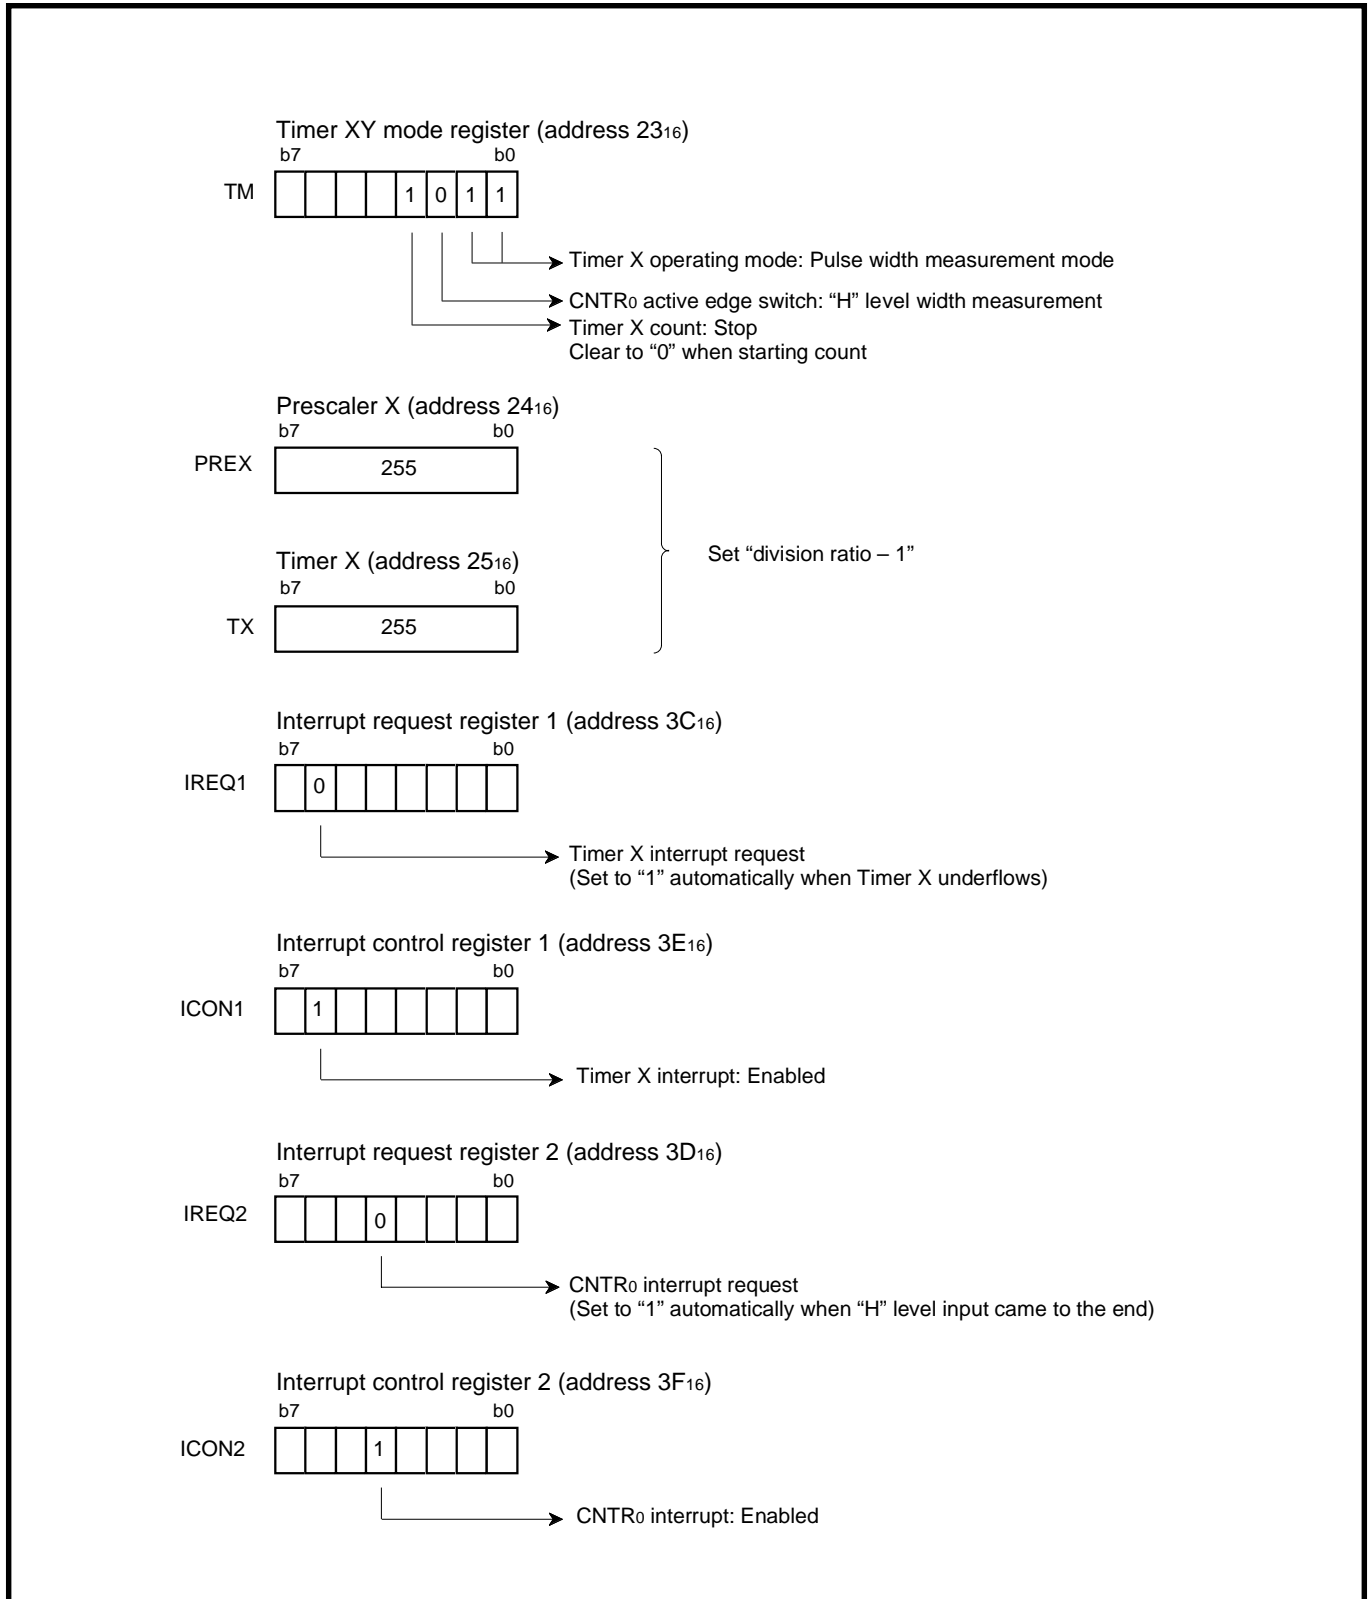 Timer XY mode register (address 2316)
b7 b0
TM 1 0 1 1
Timer X operating mode: Pulse width measurement mode
CNTR0 active edge switch: “H” level width measurement
Timer X count: Stop
Clear to “0” when starting count
Prescaler X (address 2416)
b7 b0
PREX 255
Set “division ratio – 1”
Timer X (address 2516)
b7 b0
TX 255
Interrupt request register 1 (address 3C16)
b7 b0
IREQ1 0
Timer X interrupt request
(Set to “1” automatically when Timer X underflows)
Interrupt control register 1 (address 3E16)
b7 b0
ICON1 1
Timer X interrupt: Enabled
Interrupt request register 2 (address 3D16)
b7 b0
IREQ2 0
CNTR0 interrupt request
(Set to “1” automatically when “H” level input came to the end)
Interrupt control register 2 (address 3F16)
b7 b0
ICON2 1
CNTR0 interrupt: Enabled